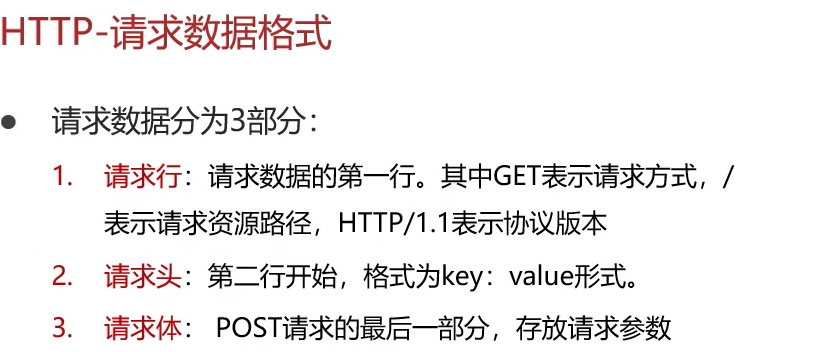 HTTP-请求数据格式
● 请求数据分为3部分：
1. 请求行：请求数据的第一行。其中GET表示请求方式，/
表示请求资源路径，HTTP/1.1表示协议版本
2. 请求头：第二行开始，格式为key：value形式。
3. 请求体： POST请求的最后一部分，存放请求参数